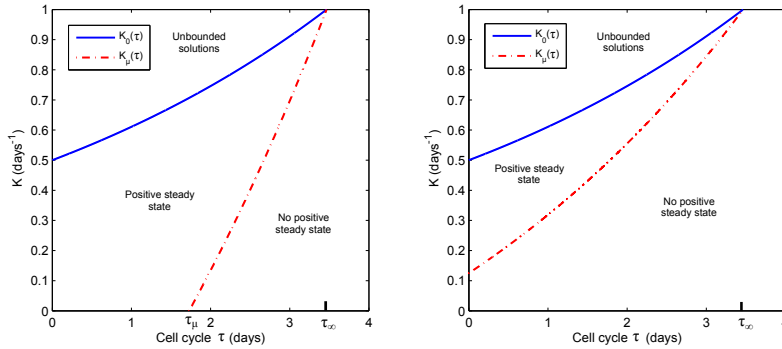 1
0.9
0.8
0.7
0.6
0.5
0.4
0.3
0.2
0.1
0
K (days⁻¹)
K₀(τ)
Kμ(τ)
Unbounded
solutions
Positive steady
state
No positive
steady state
0 1 τμ 2 3 τ∞ 4
Cell cycle τ (days)
1
0.9
0.8
0.7
0.6
0.5
0.4
0.3
0.2
0.1
0
K (days⁻¹)
K₀(τ)
Kμ(τ)
Unbounded
solutions
Positive steady
state
No positive
steady state
0 1 2 3 τ∞ 4
Cell cycle τ (days)